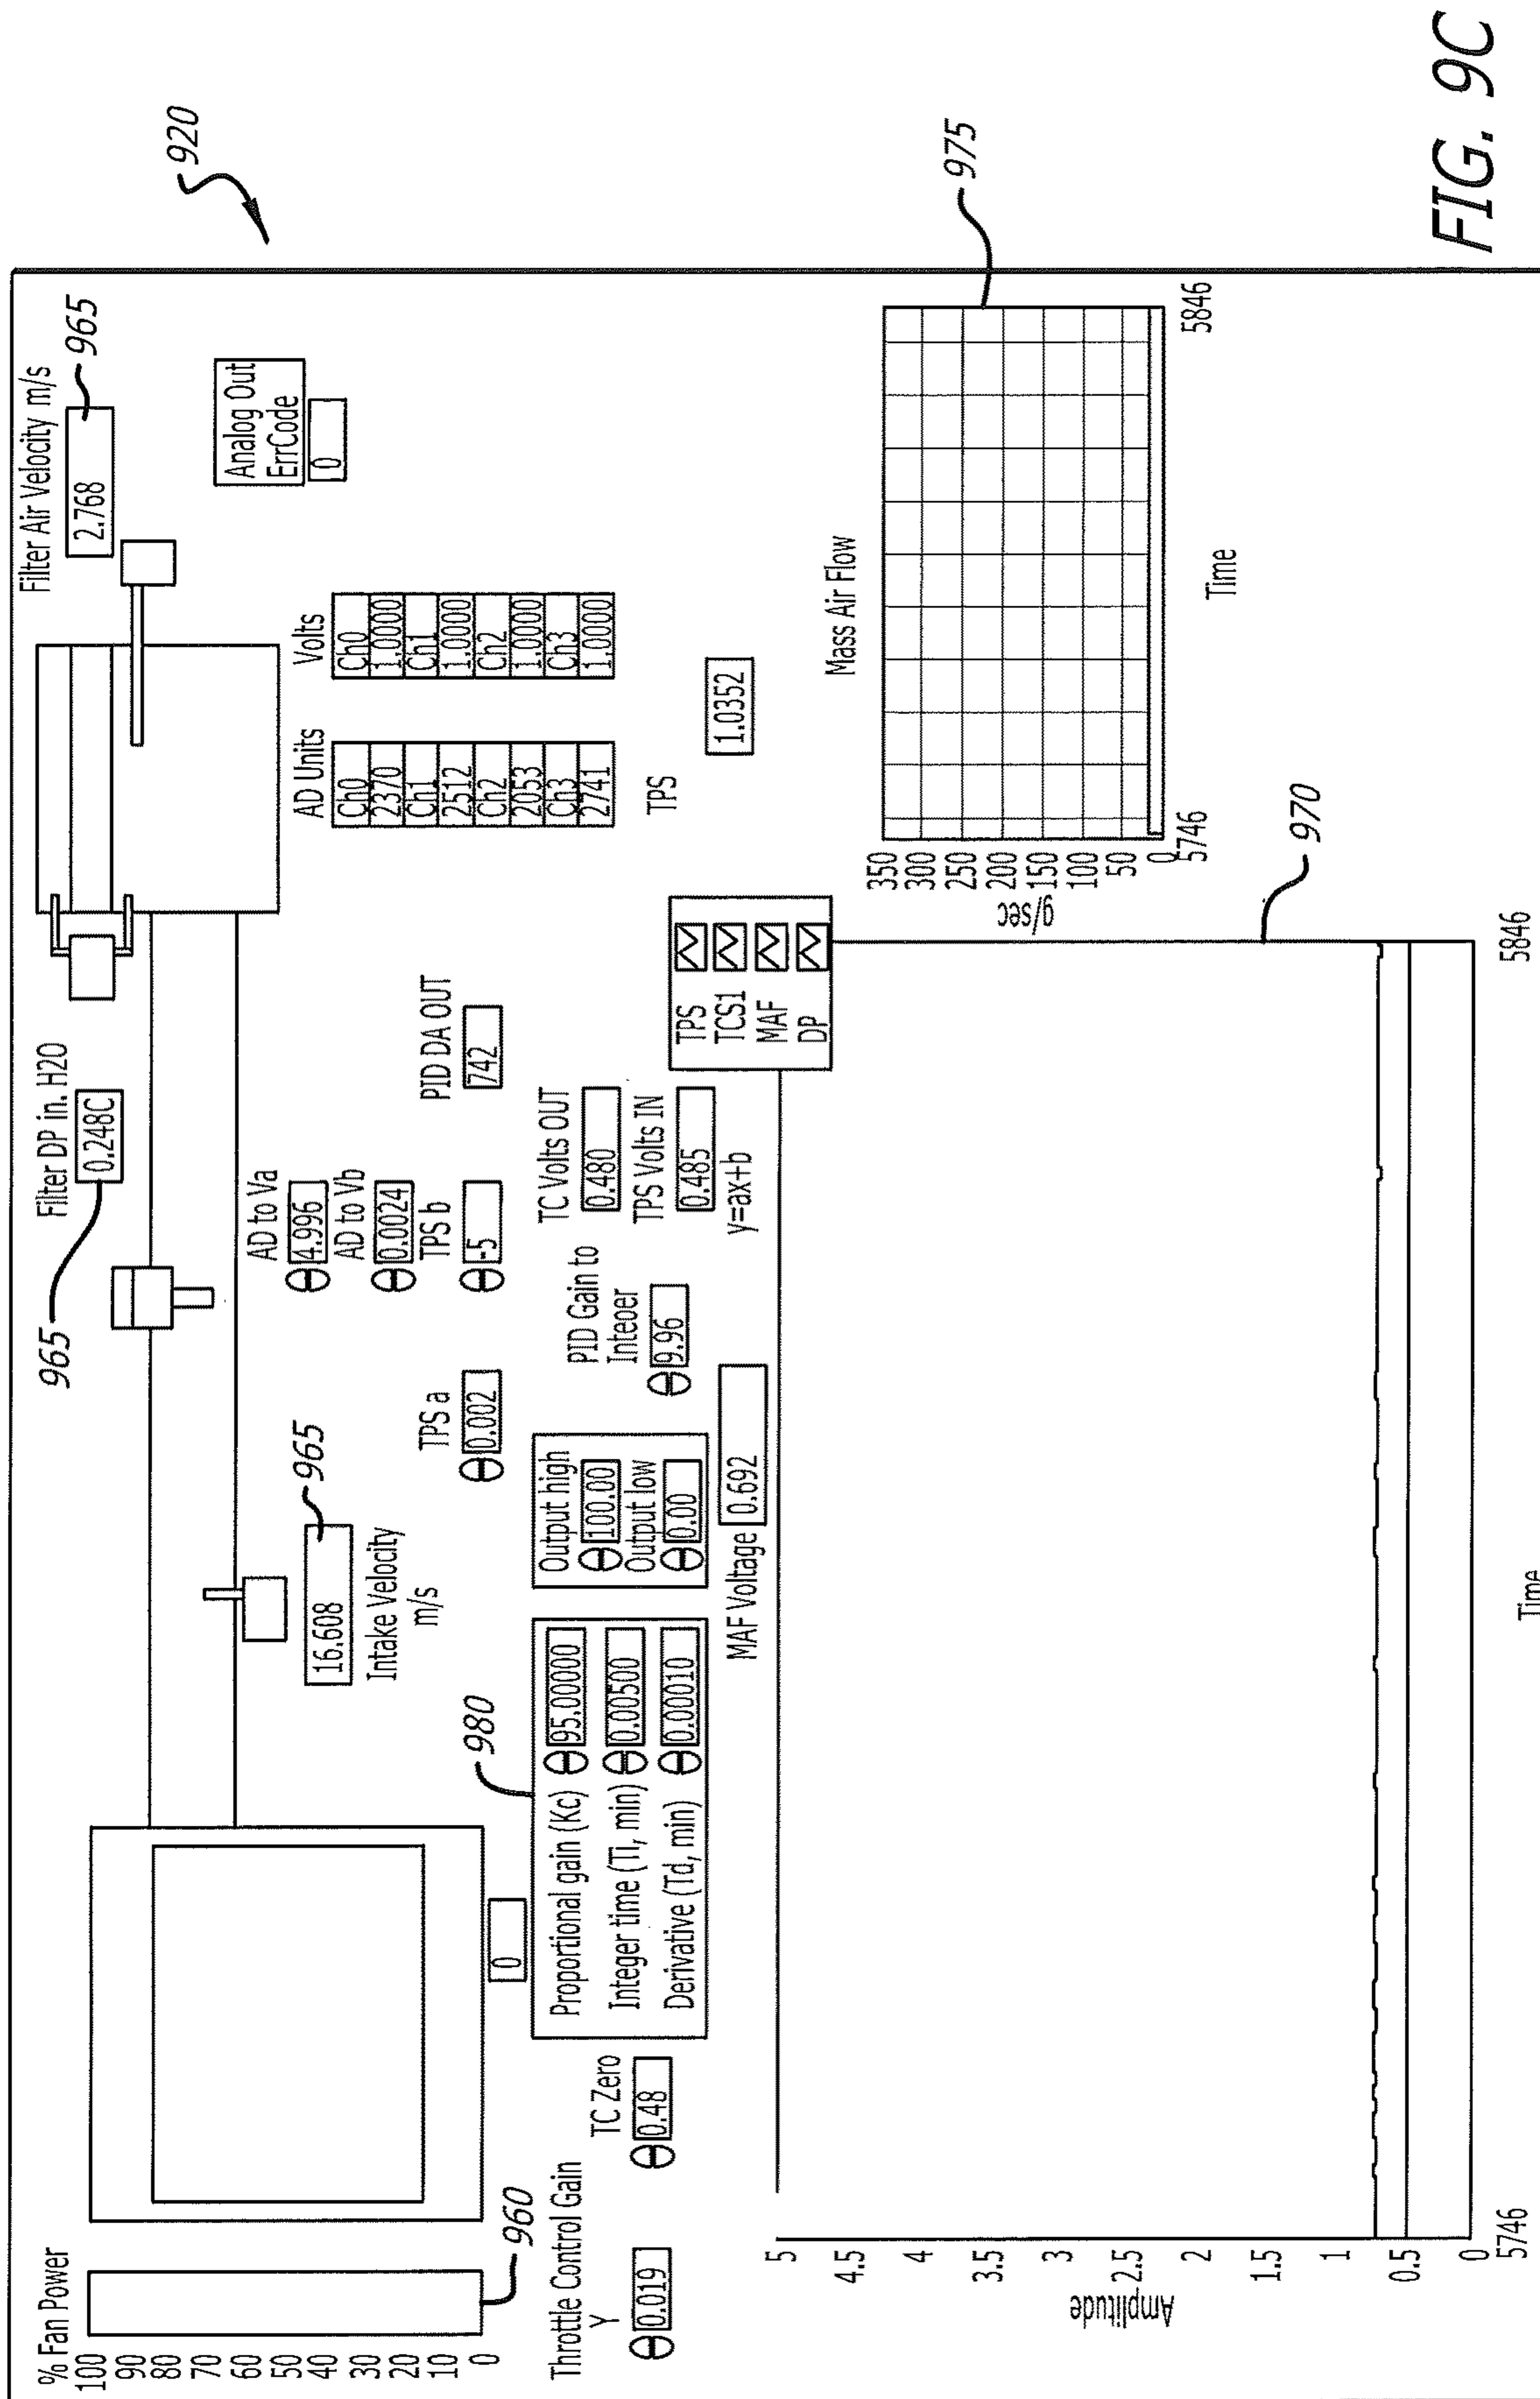 % Fan Power
100
90
80
70
60
50
40
30
20
10
0
960
0
16.608
Intake Velocity
m/s
965
Filter DP in. H20
0.248C
965
Filter Air Velocity m/s
2.768
965
920
Analog Out
ErrCode
0
AD to Va
4.996
AD to Vb
0.0024
TPS a
0.002
TPS b
-5
PID DA OUT
742
AD Units
Ch0
2370
Ch1
2512
Ch2
2053
Ch3
2741
Volts
Ch0
1.0000
Ch1
1.0000
Ch2
1.0000
Ch3
1.0000
TPS
1.0352
Throttle Control Gain
Y
0.019
TC Zero
0.48
980
Proportional gain (Kc) 95.00000
Integer time (Ti, min) 0.00500
Derivative (Td, min) 0.00010
Output high
100.00
Output low
0.00
PID Gain to
Inteoer
9.96
TC Volts OUT
0.480
TPS Volts IN
0.485
y=ax+b
MAF Voltage 0.692
TPS
TCS1
MAF
DP
Amplitude
5
4.5
4
3.5
3
2.5
2
1.5
1
0.5
0
5746
5846
Time
970
Mass Air Flow
g/sec
350
300
250
200
150
100
50
0
5746
5846
Time
975
FIG. 9C